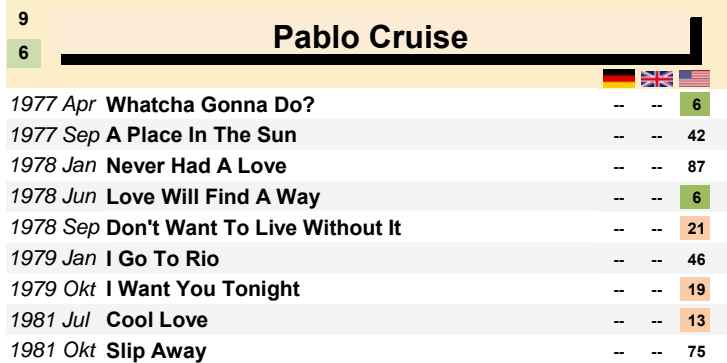 9
Pablo Cruise
6
1977 Apr Whatcha Gonna Do? -- -- 6
1977 Sep A Place In The Sun -- -- 42
1978 Jan Never Had A Love -- -- 87
1978 Jun Love Will Find A Way -- -- 6
1978 Sep Don't Want To Live Without It -- -- 21
1979 Jan I Go To Rio -- -- 46
1979 Okt I Want You Tonight -- -- 19
1981 Jul Cool Love -- -- 13
1981 Okt Slip Away -- -- 75